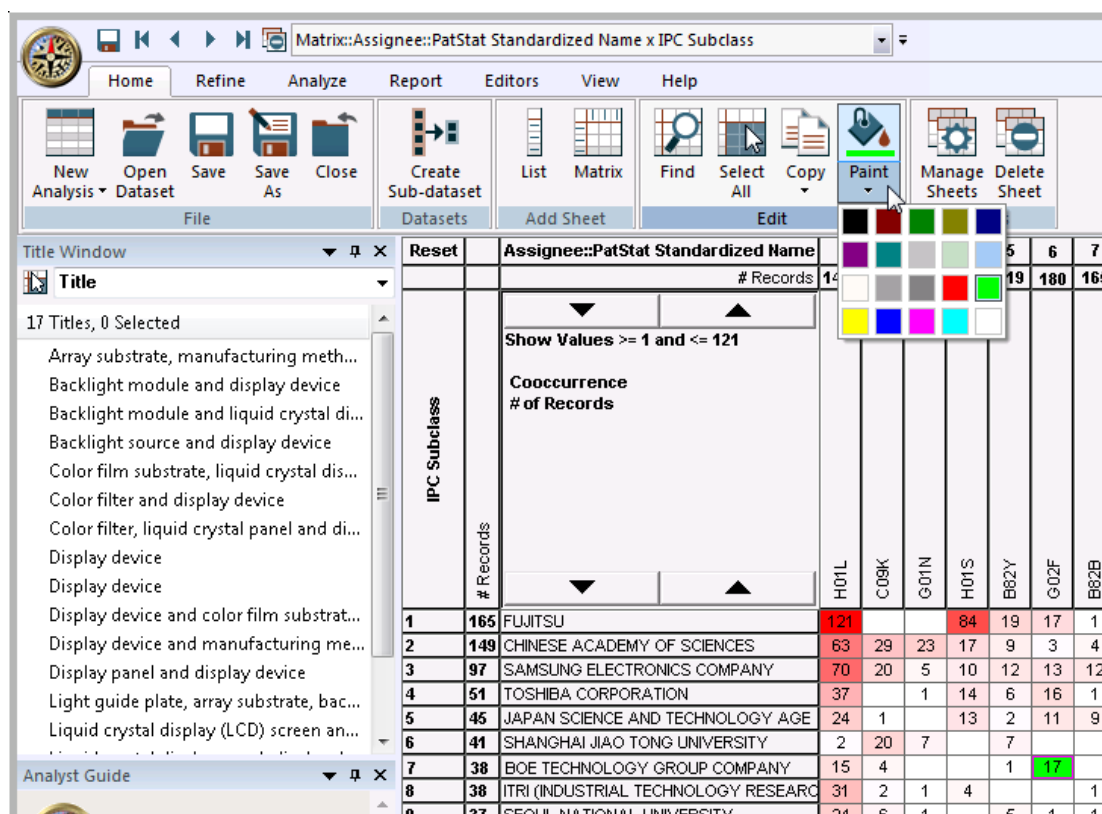 Matrix::Assignee::PatStat Standardized Name x IPC Subclass
Home Refine Analyze Report Editors View Help
New Analysis Open Dataset Save Save As Close Create Sub-dataset List Matrix Find Select All Copy Paint Manage Sheets Delete Sheet
File Datasets Add Sheet Edit
Title Window
Title
17 Titles, 0 Selected
Array substrate, manufacturing meth...
Backlight module and display device
Backlight module and liquid crystal di...
Backlight source and display device
Color film substrate, liquid crystal dis...
Color filter and display device
Color filter, liquid crystal panel and di...
Display device
Display device
Display device and color film substrat...
Display device and manufacturing me...
Display panel and display device
Light guide plate, array substrate, bac...
Liquid crystal display (LCD) screen an...
Analyst Guide
Reset Assignee::PatStat Standardized Name 5 6 7
# Records 14 19 180 169
Show Values >= 1 and <= 121
Cooccurrence
# of Records
IPC Subclass
# Records
H01L C09K G01N H01S B82Y G02F B82B
1 165 FUJITSU 121 84 19 17 1
2 149 CHINESE ACADEMY OF SCIENCES 63 29 23 17 9 3 4
3 97 SAMSUNG ELECTRONICS COMPANY 70 20 5 10 12 13 12
4 51 TOSHIBA CORPORATION 37 1 14 6 16 1
5 45 JAPAN SCIENCE AND TECHNOLOGY AGE 24 1 13 2 11 9
6 41 SHANGHAI JIAO TONG UNIVERSITY 2 20 7 7
7 38 BOE TECHNOLOGY GROUP COMPANY 15 4 1 17
8 38 ITRI (INDUSTRIAL TECHNOLOGY RESEARC 31 2 1 4 1